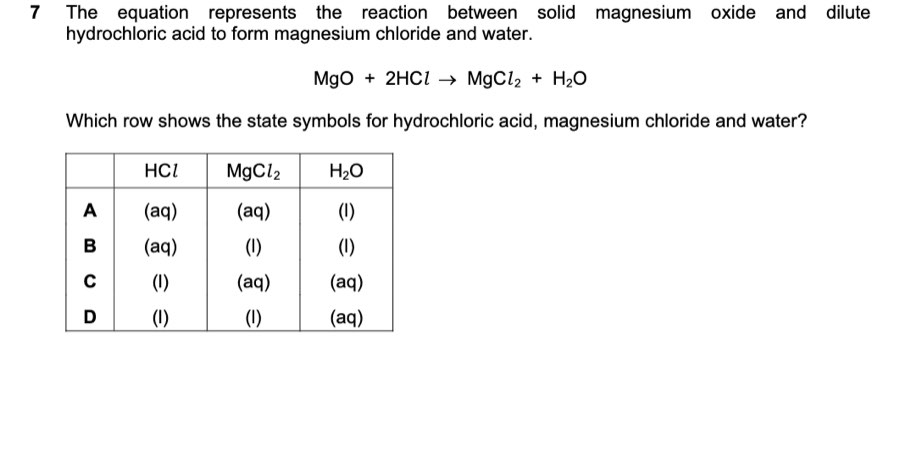 7 The equation represents the reaction between solid magnesium oxide and dilute
hydrochloric acid to form magnesium chloride and water.
MgO + 2HCl → MgCl₂ + H₂O
Which row shows the state symbols for hydrochloric acid, magnesium chloride and water?
HCl MgCl₂ H₂O
A (aq) (aq) (l)
B (aq) (l) (l)
C (l) (aq) (aq)
D (l) (l) (aq)